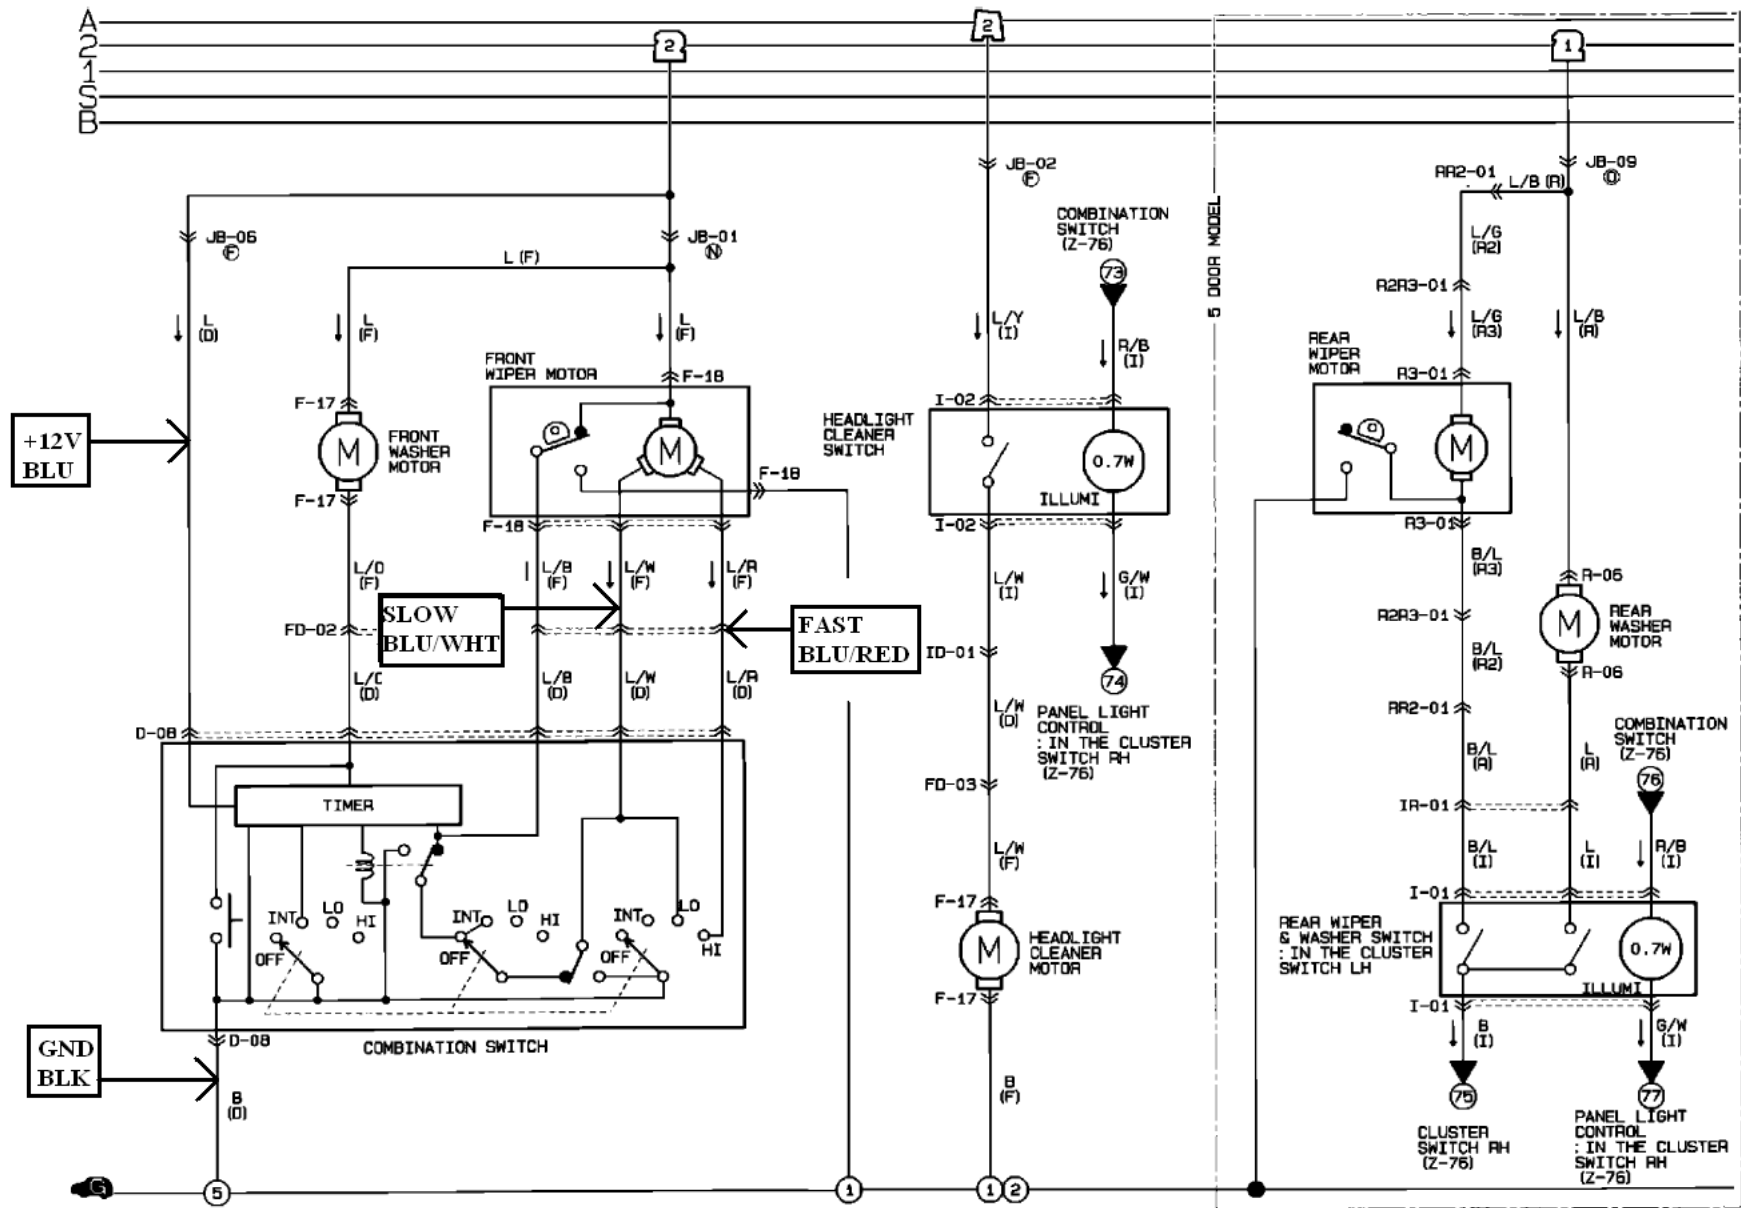 A
2
1
S
B
2
2
1
JB-06
F
JB-01
N
L (F)
JB-02
F
COMBINATION
SWITCH
(Z-76)
73
5 DOOR MODEL
RR2-01
L/B (R)
JB-09
O
L/G
(R2)
R2R3-01
L
(D)
L
(F)
L
(F)
L/Y
(I)
R/B
(I)
L/G
(R3)
L/B
(R)
FRONT
WIPER MOTOR
F-18
REAR
WIPER
MOTOR
R3-01
+12V
BLU
F-17
M
FRONT
WASHER
MOTOR
F-17
M
F-18
F-18
HEADLIGHT
CLEANER
SWITCH
I-02
0.7W
ILLUMI
I-02
M
R3-01
L/O
(F)
L/B
(F)
L/W
(F)
L/R
(F)
L/W
(I)
G/W
(I)
B/L
(R3)
R-06
M
REAR
WASHER
MOTOR
R-06
SLOW
BLU/WHT
FAST
BLU/RED
FD-02
ID-01
R2R3-01
B/L
(R2)
(D)
L/B
(D)
L/W
(D)
L/R
(D)
74
PANEL LIGHT
CONTROL
: IN THE CLUSTER
SWITCH RH
(Z-76)
L/W
(D)
RR2-01
COMBINATION
SWITCH
(Z-76)
76
B/L
(R)
L
(R)
D-08
TIMER
FD-03
IR-01
L/W
(F)
B/L
(I)
L
(I)
R/B
(I)
INT
LO
HI
OFF
INT
LO
HI
OFF
INT
LO
HI
OFF
F-17
M
HEADLIGHT
CLEANER
MOTOR
F-17
I-01
REAR WIPER
& WASHER SWITCH
: IN THE CLUSTER
SWITCH LH
0.7W
ILLUMI
I-01
GND
BLK
D-08
COMBINATION SWITCH
B
(D)
B
(F)
B
(I)
G/W
(I)
75
77
CLUSTER
SWITCH RH
(Z-76)
PANEL LIGHT
CONTROL
: IN THE CLUSTER
SWITCH RH
(Z-76)
G
5
1
1
2